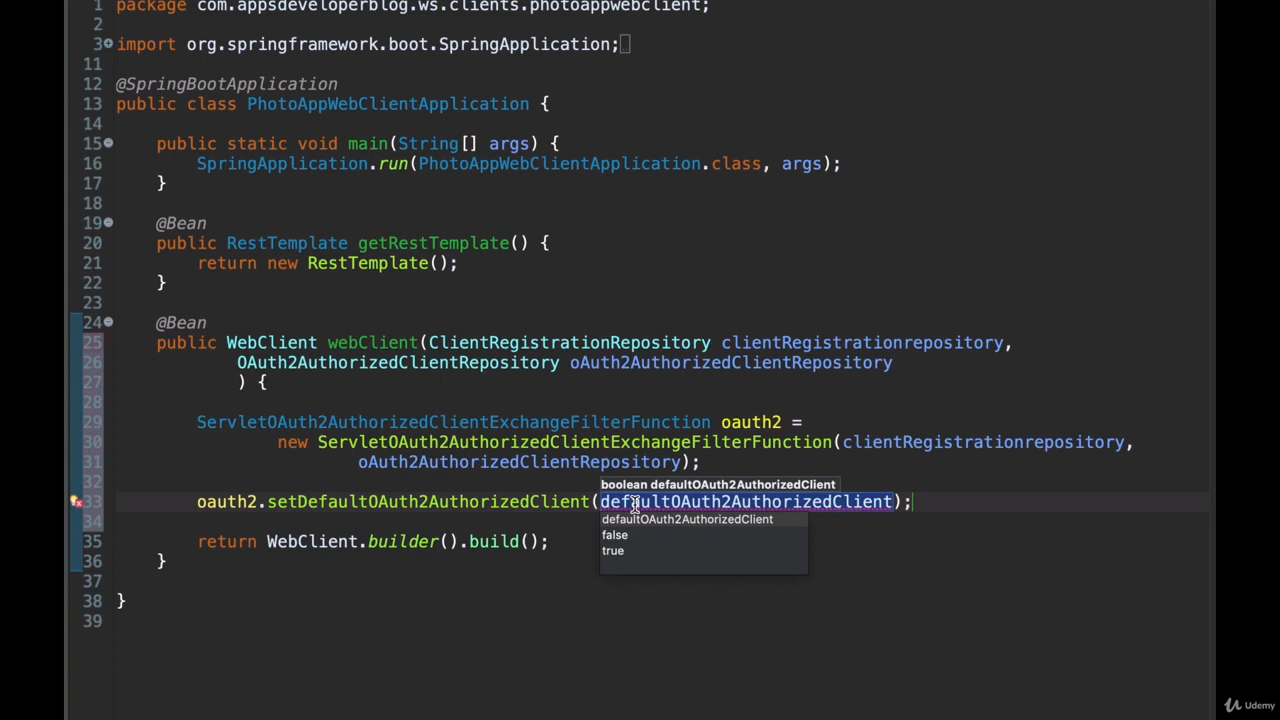 1 package com.appsdeveloperblog.ws.clients.photoappwebclient;
2
3 import org.springframework.boot.SpringApplication;
11
12 @SpringBootApplication
13 public class PhotoAppWebClientApplication {
14
15 public static void main(String[] args) {
16 SpringApplication.run(PhotoAppWebClientApplication.class, args);
17 }
18
19 @Bean
20 public RestTemplate getRestTemplate() {
21 return new RestTemplate();
22 }
23
24 @Bean
25 public WebClient webClient(ClientRegistrationRepository clientRegistrationrepository,
26 OAuth2AuthorizedClientRepository oAuth2AuthorizedClientRepository
27 ) {
28
29 ServletOAuth2AuthorizedClientExchangeFilterFunction oauth2 =
30 new ServletOAuth2AuthorizedClientExchangeFilterFunction(clientRegistrationrepository,
31 oAuth2AuthorizedClientRepository);
32
boolean defaultOAuth2AuthorizedClient
33 oauth2.setDefaultOAuth2AuthorizedClient(defaultOAuth2AuthorizedClient);
defaultOAuth2AuthorizedClient
34
false
35 return WebClient.builder().build();
true
36 }
37
38 }
39
Udemy